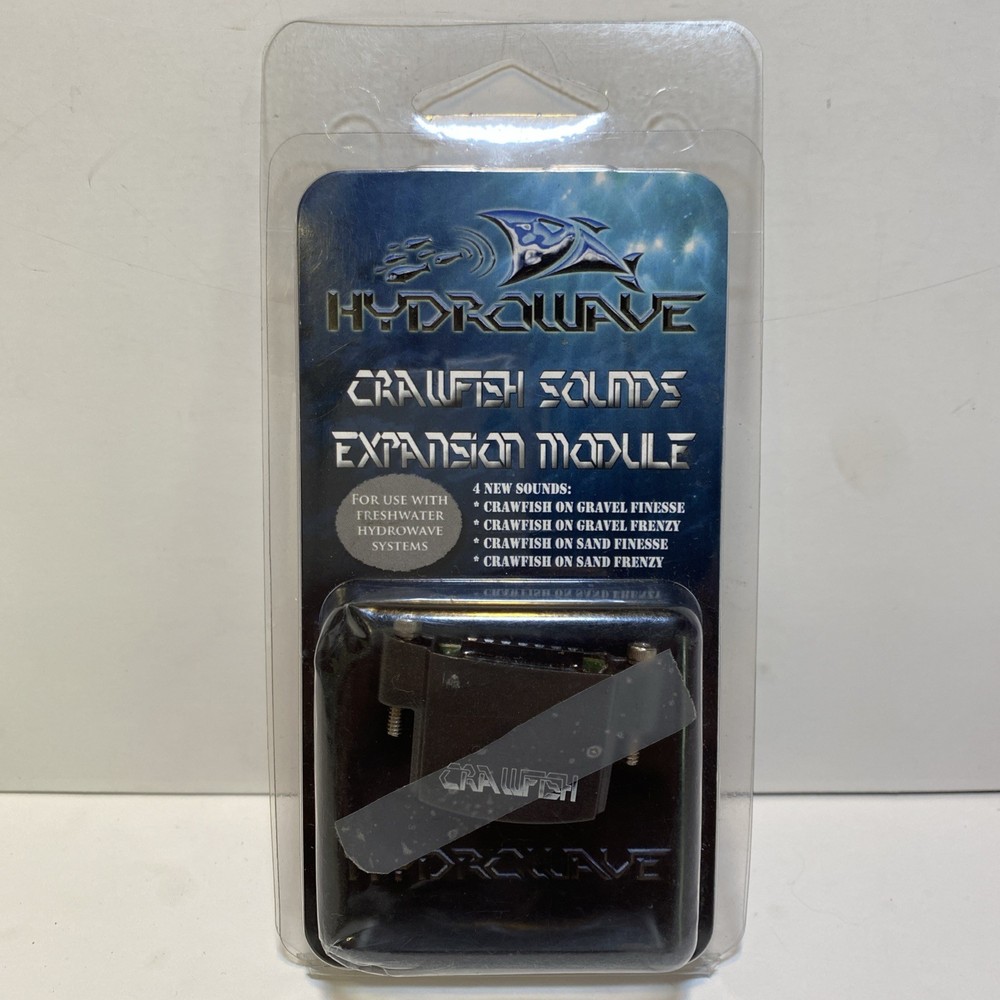 HYDROWAVE
CRAWFISH SOUNDS
EXPANSION MODULE
FOR USE WITH
FRESHWATER
HYDROWAVE
SYSTEMS
4 NEW SOUNDS:
* CRAWFISH ON GRAVEL FINESSE
* CRAWFISH ON GRAVEL FRENZY
* CRAWFISH ON SAND FINESSE
* CRAWFISH ON SAND FRENZY
CRAWFISH
HYDROWAVE